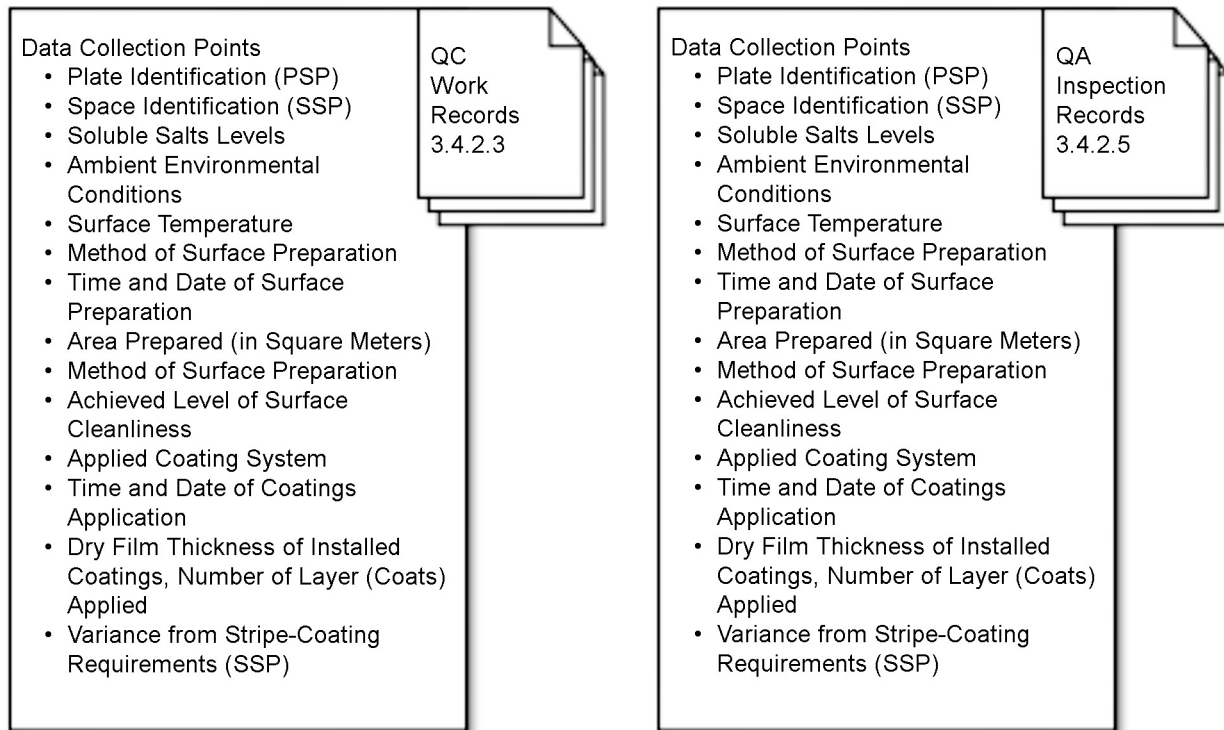 Data Collection Points
• Plate Identification (PSP)
• Space Identification (SSP)
• Soluble Salts Levels
• Ambient Environmental
Conditions
• Surface Temperature
• Method of Surface Preparation
• Time and Date of Surface
Preparation
• Area Prepared (in Square Meters)
• Method of Surface Preparation
• Achieved Level of Surface
Cleanliness
• Applied Coating System
• Time and Date of Coatings
Application
• Dry Film Thickness of Installed
Coatings, Number of Layer (Coats)
Applied
• Variance from Stripe-Coating
Requirements (SSP)
QC
Work
Records
3.4.2.3
Data Collection Points
• Plate Identification (PSP)
• Space Identification (SSP)
• Soluble Salts Levels
• Ambient Environmental
Conditions
• Surface Temperature
• Method of Surface Preparation
• Time and Date of Surface
Preparation
• Area Prepared (in Square Meters)
• Method of Surface Preparation
• Achieved Level of Surface
Cleanliness
• Applied Coating System
• Time and Date of Coatings
Application
• Dry Film Thickness of Installed
Coatings, Number of Layer (Coats)
Applied
• Variance from Stripe-Coating
Requirements (SSP)
QA
Inspection
Records
3.4.2.5